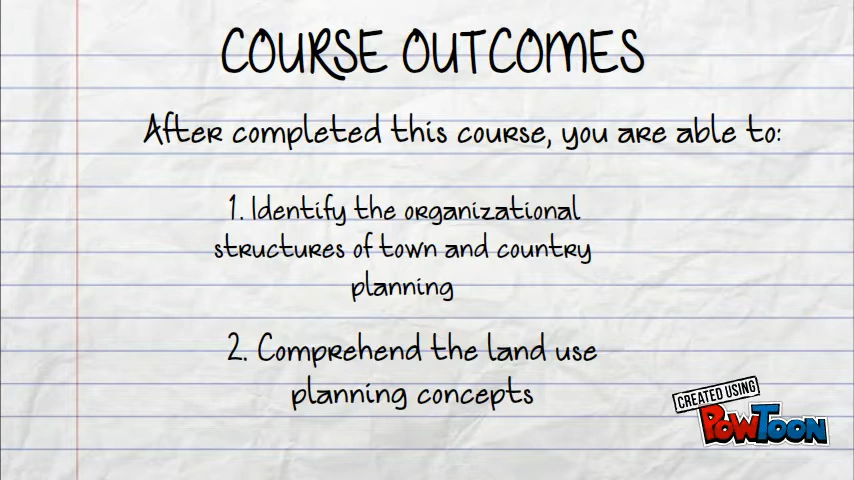 COURSE OUTCOMES
After completed this course, you are able to:
1. Identify the organizational
structures of town and country
planning
2. Comprehend the land use
planning concepts
CREATED USING
POWTOON